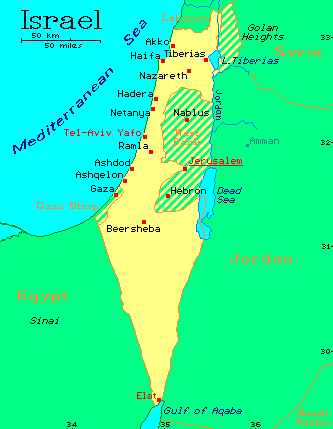 Israel
50 km
50 miles
Mediterranean Sea
Lebanon
Golan
Heights
Syria
33
Akko
Haifa
Tiberias
L.Tiberias
Nazareth
Hadera
Netanya
Nablus
Jordan
Tel-Aviv Yafo
West
Bank
Ramla
Amman
32
Ashdod
Jerusalem
Ashqelon
Gaza
Hebron
Dead
Sea
Gaza Strip
Beersheba
31
Jordan
Egypt
Sinai
30
Elat
Gulf of Aqaba
34
35
36
Saudi
Arabia